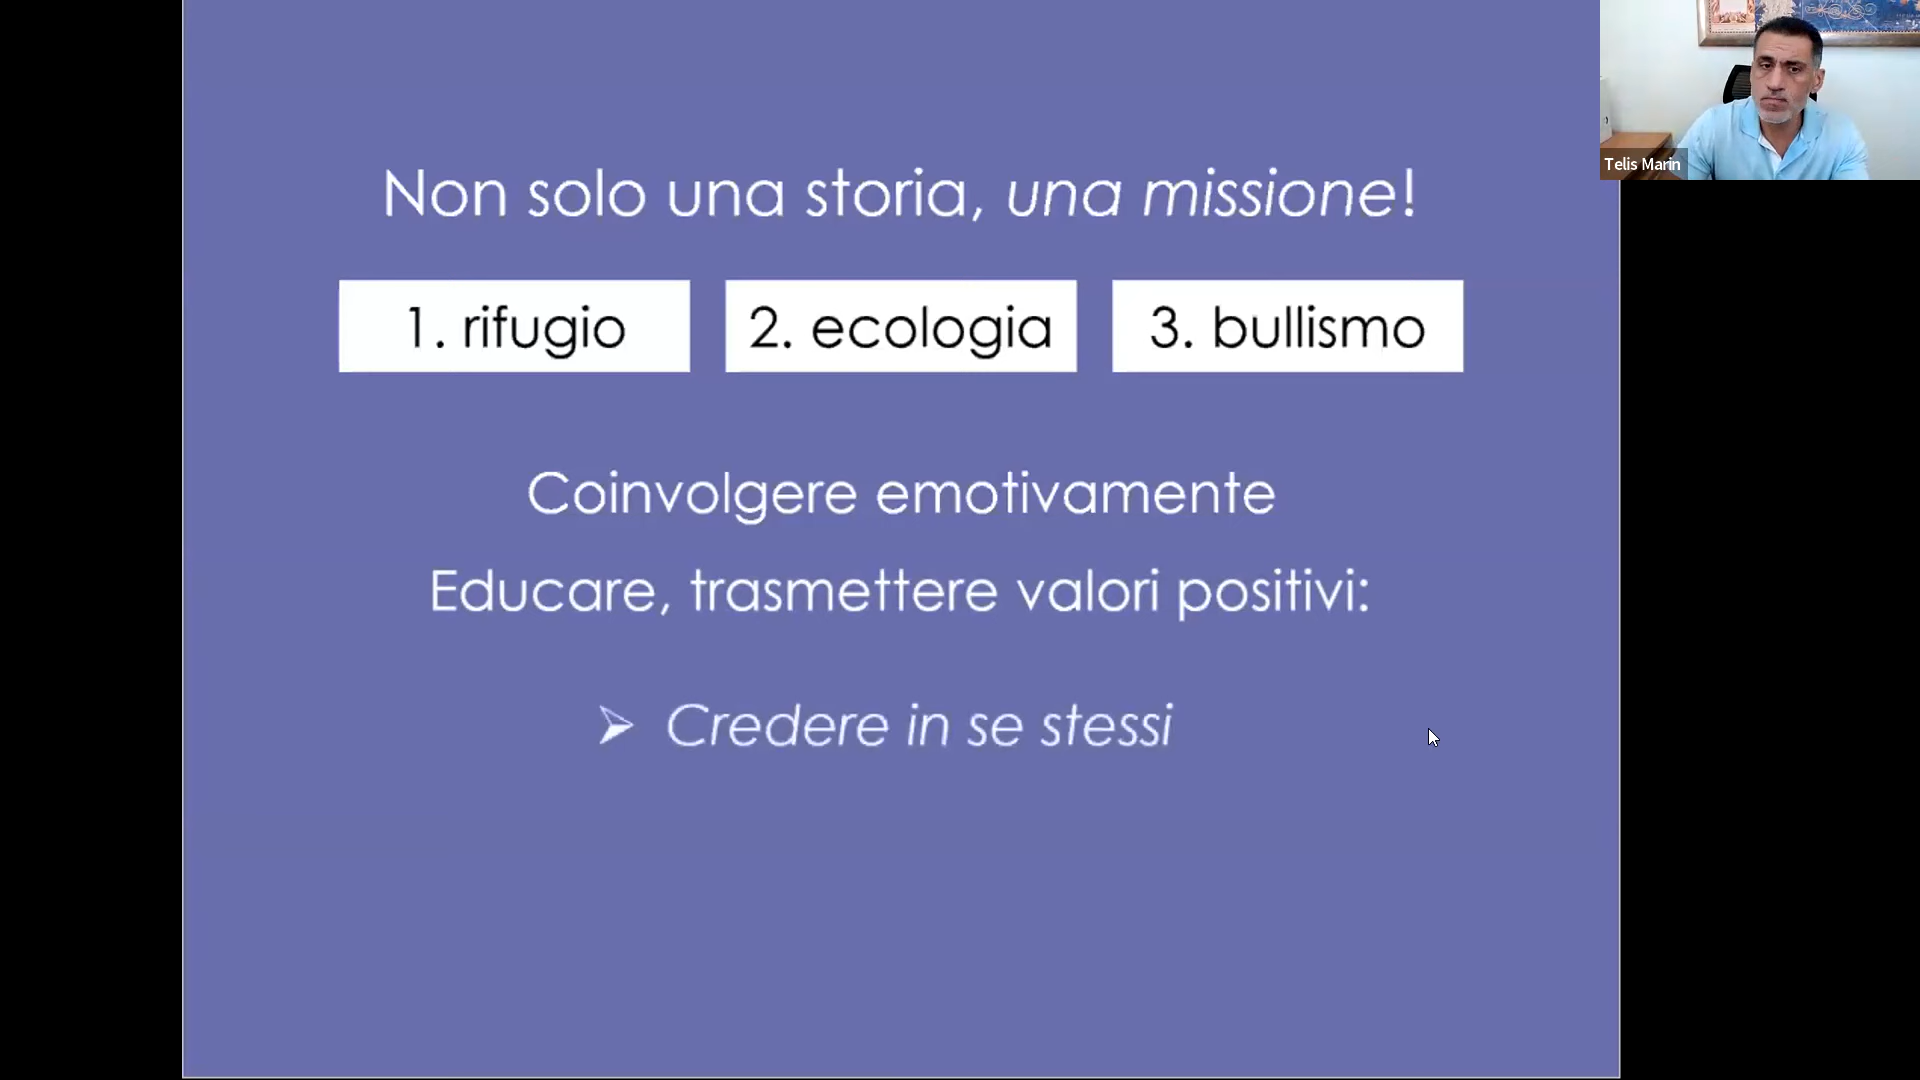 Non solo una storia, una missione!
1. rifugio
2. ecologia
3. bullismo
Coinvolgere emotivamente
Educare, trasmettere valori positivi:
➢ Credere in se stessi
Telis Marin